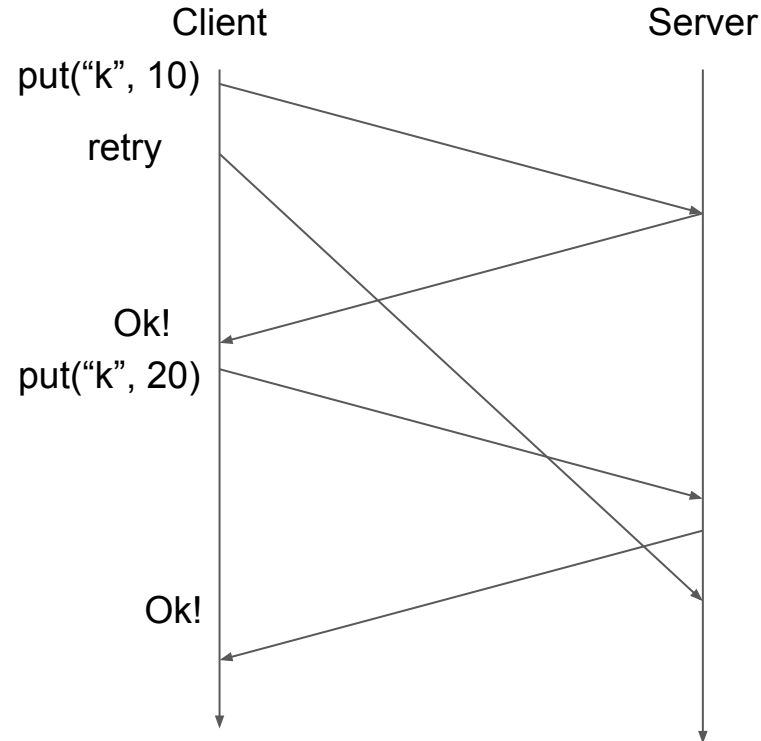 Client
Server
put(“k”, 10)
retry
Ok!
put(“k”, 20)
Ok!